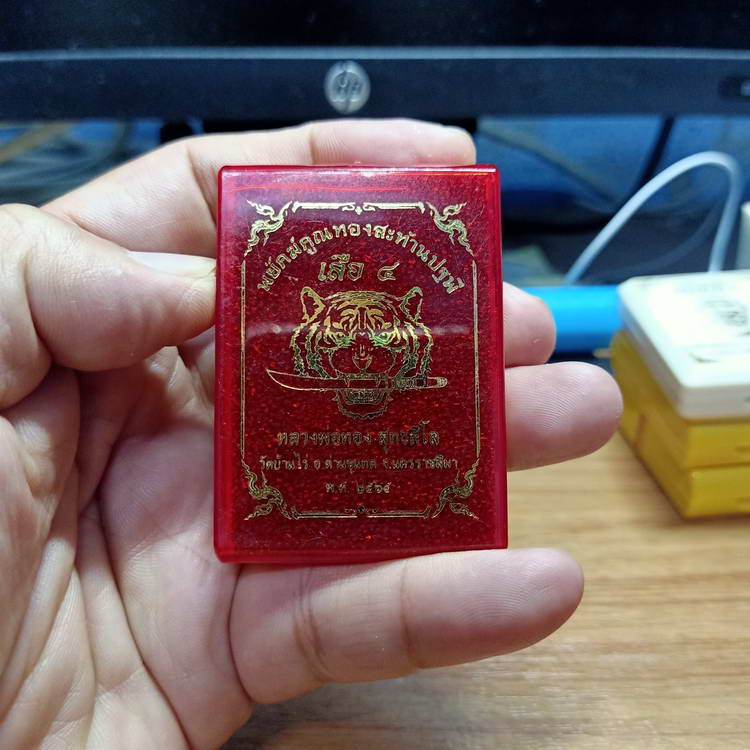 พยัคฆ์คูณทองสะท้านปฐพี
เสือ ๔
หลวงพ่อทอง สุทฺธสีโล
วัดบ้านไร่ อ.ด่านขุนทด จ.นครราชสีมา
พ.ศ. ๒๕๖๔
hp